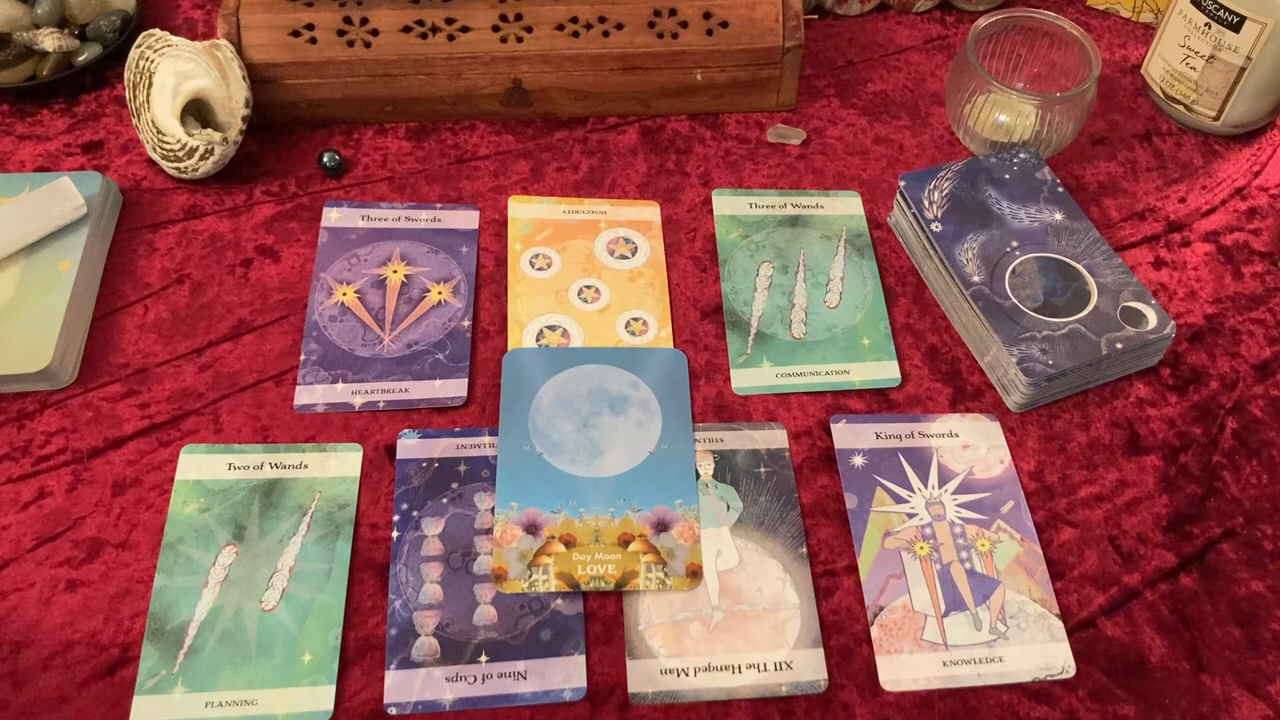 TUSCANY
FARMHOUSE
Sweet
Tea
Three of Swords
INSECURITY
Three of Wands
HEARTBREAK
COMMUNICATION
Two of Wands
King of Swords
Day Moon
LOVE
Nine of Cups
XII The Hanged Man
KNOWLEDGE
PLANNING